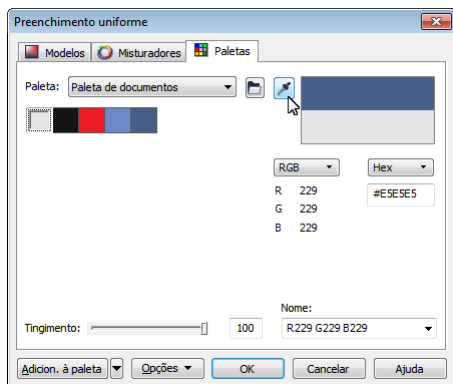 Preenchimento uniforme
Modelos Misturadores Paletas
Paleta: Paleta de documentos
RGB Hex
R 229 #E5E5E5
G 229
B 229
Nome:
Tingimento: 100 R229 G229 B229
Adicion. à paleta Opções OK Cancelar Ajuda